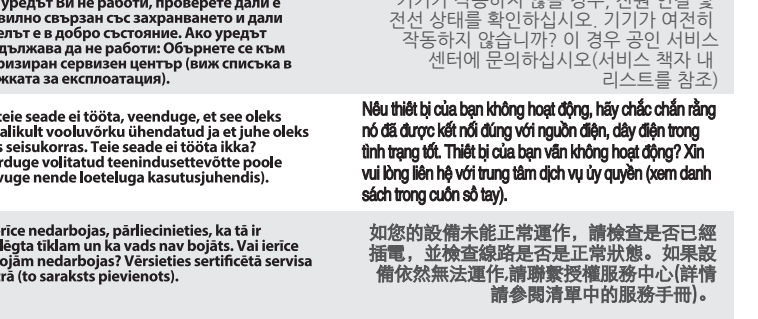 уредът Ви не работи, проверете дали е
свързан със захранването и дали
е в добро състояние. Ако уредът
да не работи: Обърнете се към
сервизен център (виж списъка в
за експлоатация).
기기가 작동하지 않을 경우, 전원 연결 및
전선 상태를 확인하십시오. 기기가 여전히
작동하지 않습니까? 이 경우 공인 서비스
센터에 문의하십시오(서비스 책자 내
리스트를 참조)
teie seade ei tööta, veenduge, et see oleks
vooluvõrku ühendatud ja et juhe oleks
seisukorras. Teie seade ei tööta ikka?
volitatud teenindusettevõtte poole
nende loeteluga kasutusjuhendis).
Nếu thiết bị của bạn không hoạt động, hãy chắc chắn rằng
nó đã được kết nối đúng với nguồn điện, dây điện trong
tình trạng tốt. Thiết bị của bạn vẫn không hoạt động? Xin
vui lòng liên hệ với trung tâm dịch vụ ủy quyền (xem danh
sách trong cuốn sổ tay).
nedarbojas, pārliecinieties, ka tā ir
tīklam un ka vads nav bojāts. Vai ierīce
nedarbojas? Vērsieties sertificētā servisa
(to saraksts pievienots).
如您的設備未能正常運作，請檢查是否已經
插電，並檢查線路是否是正常狀態。如果設
備依然無法運作,請聯繫授權服務中心(詳情
請參閱清單中的服務手冊)。